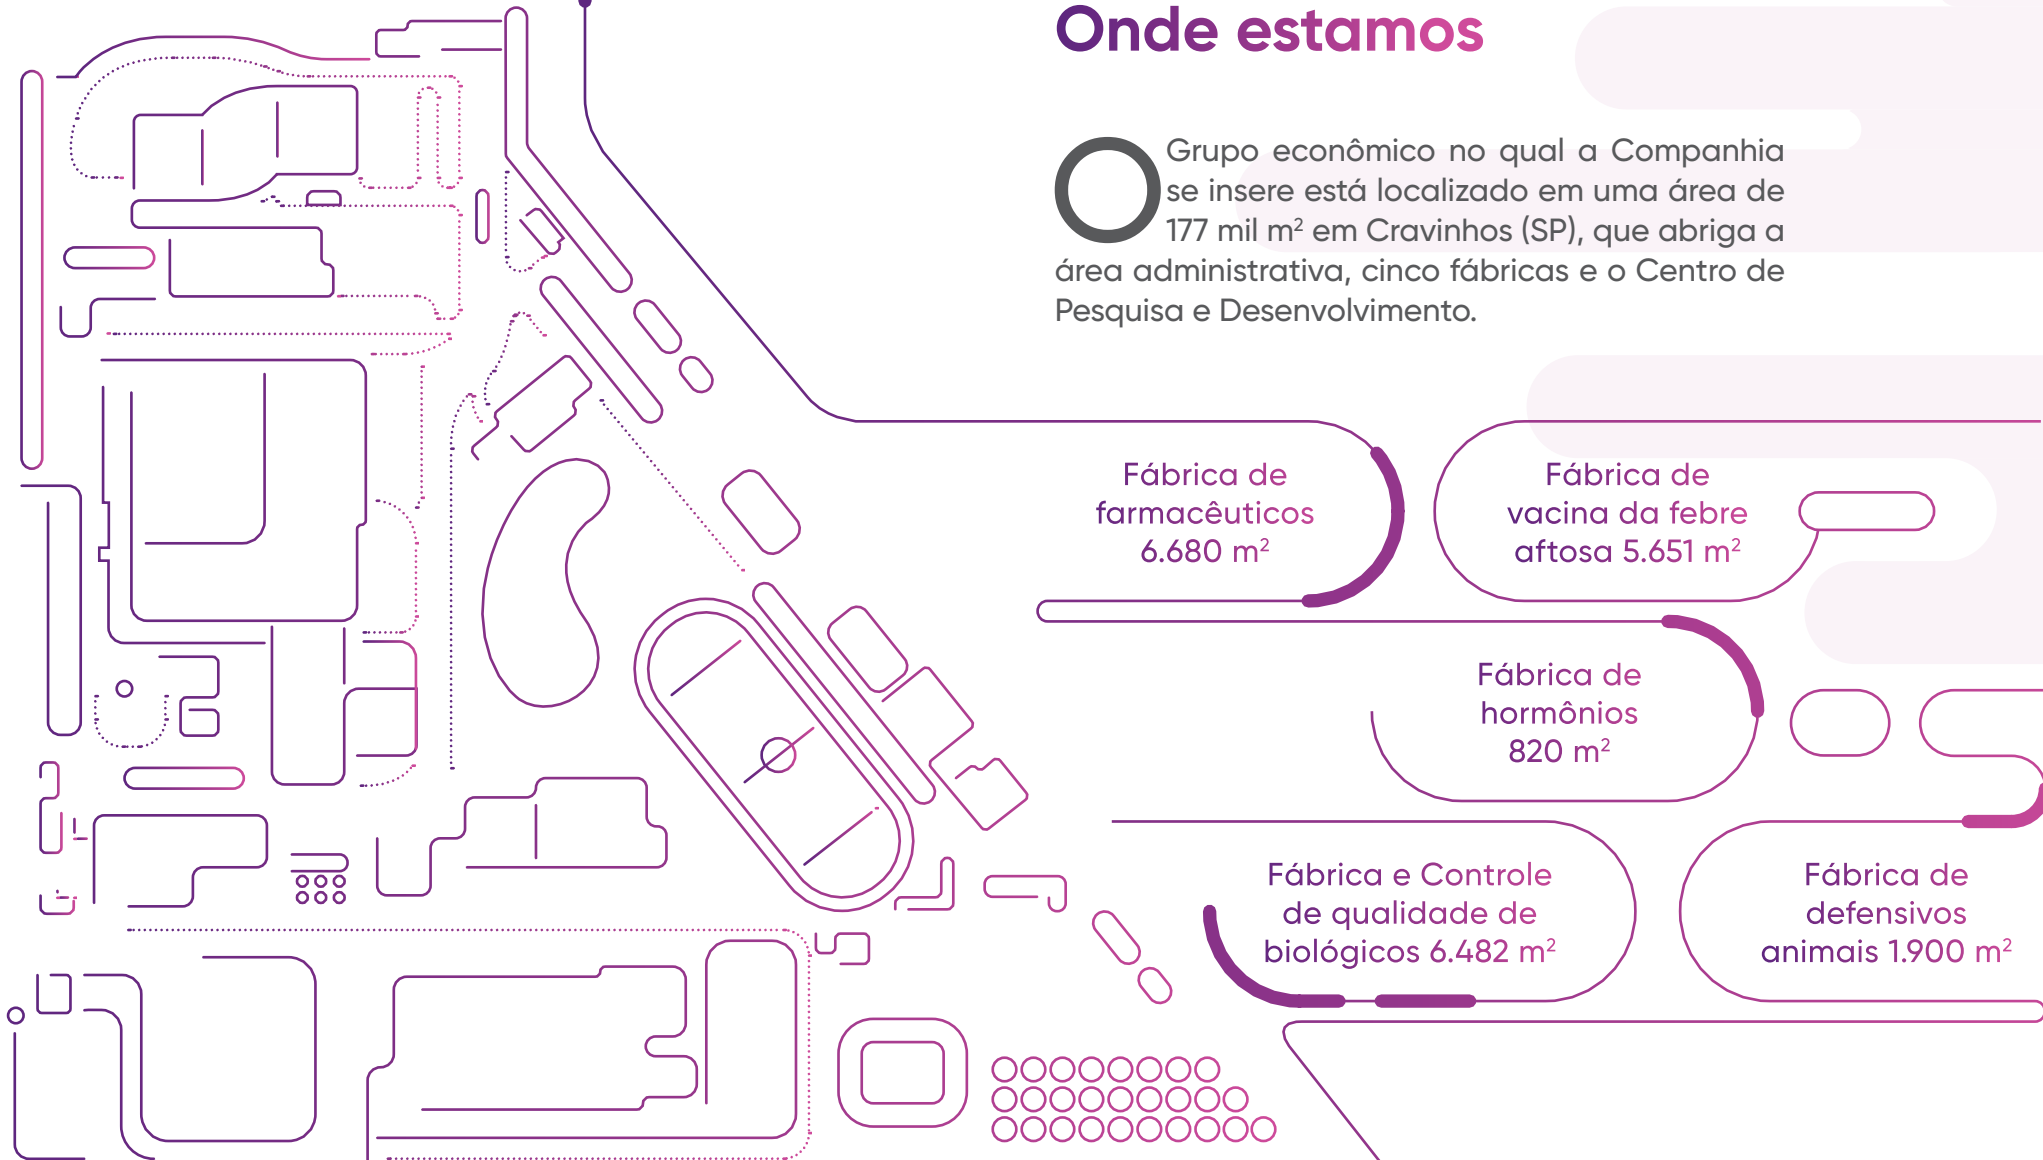 Onde estamos
O Grupo econômico no qual a Companhia
se insere está localizado em uma área de
177 mil m² em Cravinhos (SP), que abriga a
área administrativa, cinco fábricas e o Centro de
Pesquisa e Desenvolvimento.
Fábrica de
farmacêuticos
6.680 m²
Fábrica de
vacina da febre
aftosa 5.651 m²
Fábrica de
hormônios
820 m²
Fábrica e Controle
de qualidade de
biológicos 6.482 m²
Fábrica de
defensivos
animais 1.900 m²